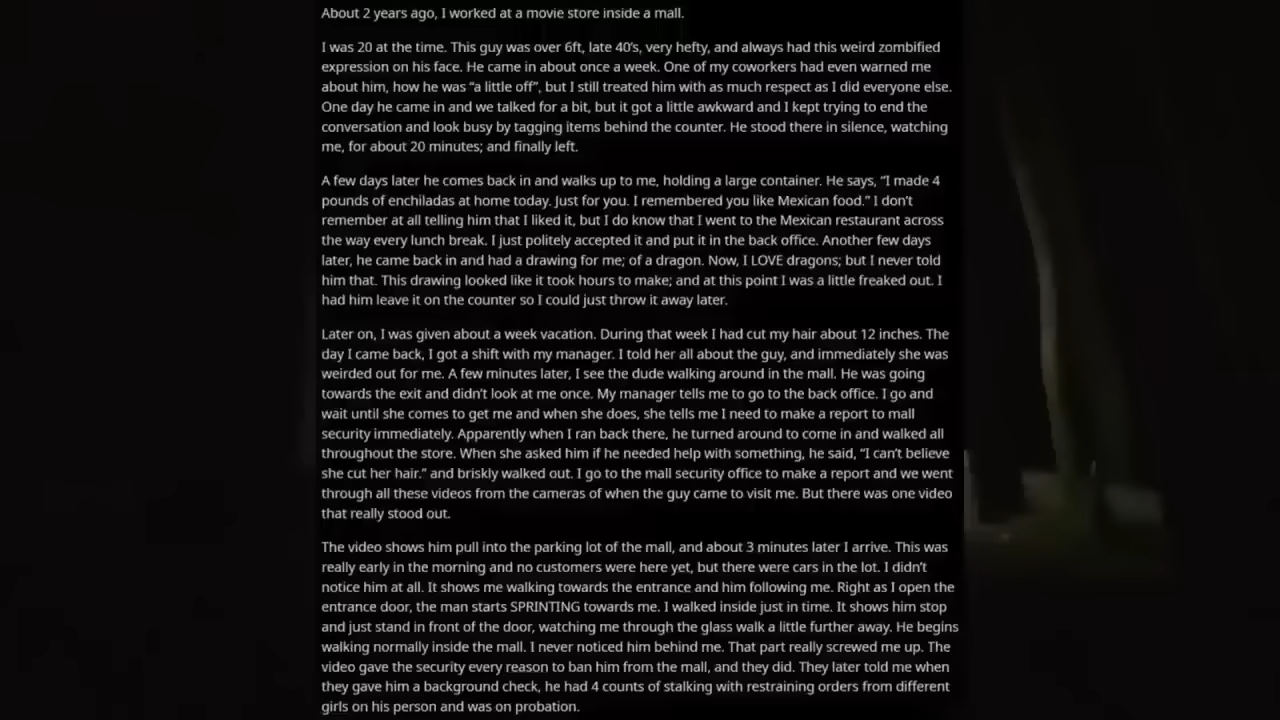 About 2 years ago, I worked at a movie store inside a mall.
I was 20 at the time. This guy was over 6ft, late 40's, very hefty, and always had this weird zombified
expression on his face. He came in about once a week. One of my coworkers had even warned me
about him, how he was “a little off”, but I still treated him with as much respect as I did everyone else.
One day he came in and we talked for a bit, but it got a little awkward and I kept trying to end the
conversation and look busy by tagging items behind the counter. He stood there in silence, watching
me, for about 20 minutes; and finally left.
A few days later he comes back in and walks up to me, holding a large container. He says, “I made 4
pounds of enchiladas at home today. Just for you. I remembered you like Mexican food.” I don’t
remember at all telling him that I liked it, but I do know that I went to the Mexican restaurant across
the way every lunch break. I just politely accepted it and put it in the back office. Another few days
later, he came back in and had a drawing for me; of a dragon. Now, I LOVE dragons; but I never told
him that. This drawing looked like it took hours to make; and at this point I was a little freaked out. I
had him leave it on the counter so I could just throw it away later.
Later on, I was given about a week vacation. During that week I had cut my hair about 12 inches. The
day I came back, I got a shift with my manager. I told her all about the guy, and immediately she was
weirded out for me. A few minutes later, I see the dude walking around in the mall. He was going
towards the exit and didn’t look at me once. My manager tells me to go to the back office. I go and
wait until she comes to get me and when she does, she tells me I need to make a report to mall
security immediately. Apparently when I ran back there, he turned around to come in and walked all
throughout the store. When she asked him if he needed help with something, he said, “I can’t believe
she cut her hair.” and briskly walked out. I go to the mall security office to make a report and we went
through all these videos from the cameras of when the guy came to visit me. But there was one video
that really stood out.
The video shows him pull into the parking lot of the mall, and about 3 minutes later I arrive. This was
really early in the morning and no customers were here yet, but there were cars in the lot. I didn’t
notice him at all. It shows me walking towards the entrance and him following me. Right as I open the
entrance door, the man starts SPRINTING towards me. I walked inside just in time. It shows him stop
and just stand in front of the door, watching me through the glass walk a little further away. He begins
walking normally inside the mall. I never noticed him behind me. That part really screwed me up. The
video gave the security every reason to ban him from the mall, and they did. They later told me when
they gave him a background check, he had 4 counts of stalking with restraining orders from different
girls on his person and was on probation.